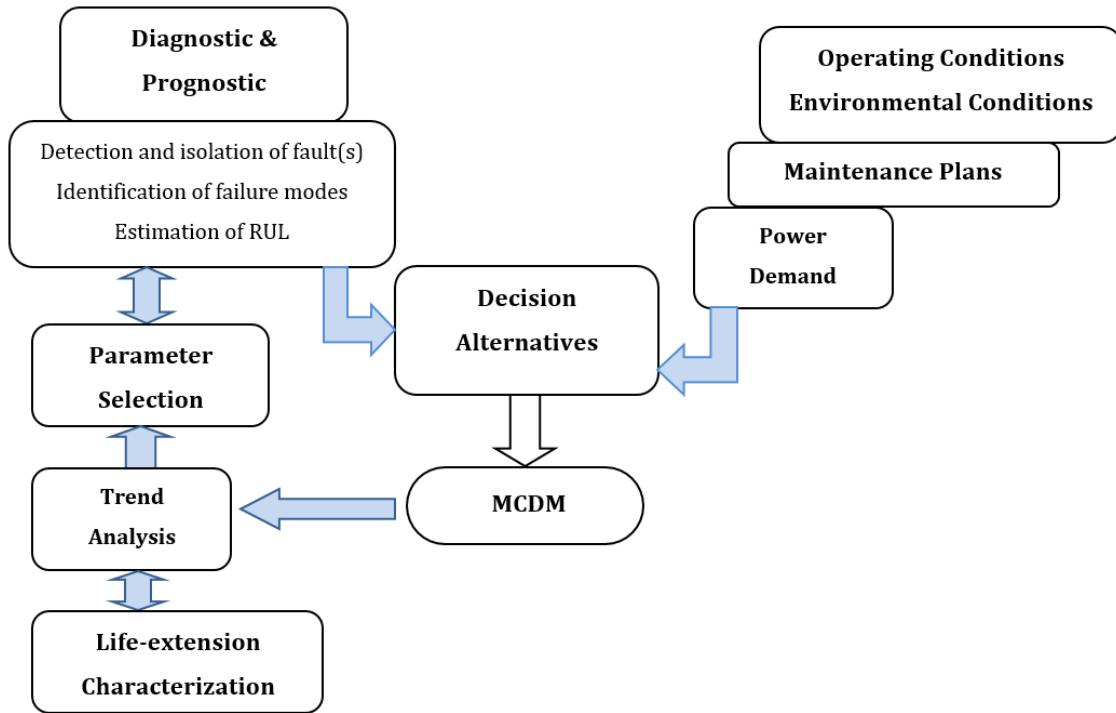 Diagnostic &
Prognostic
Detection and isolation of fault(s)
Identification of failure modes
Estimation of RUL
Operating Conditions
Environmental Conditions
Maintenance Plans
Power
Demand
Decision
Alternatives
Parameter
Selection
MCDM
Trend
Analysis
Life-extension
Characterization